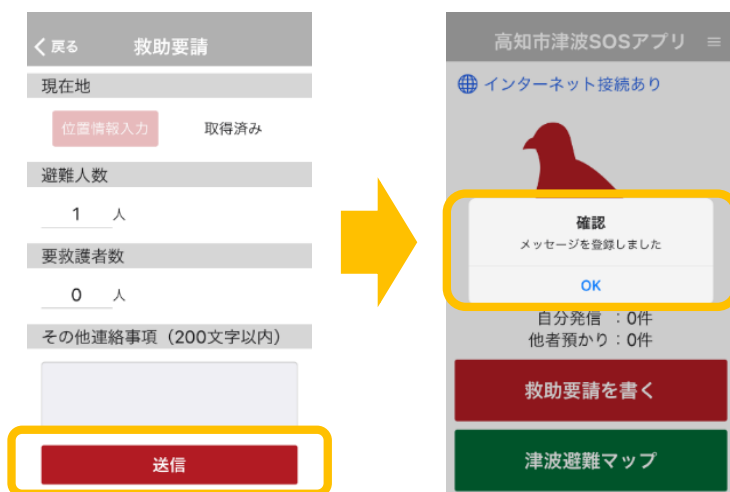 戻る 救助要請
現在地
位置情報入力 取得済み
避難人数
1 人
要救護者数
0 人
その他連絡事項（200文字以内）
送信
高知市津波SOSアプリ
インターネット接続あり
確認
メッセージを登録しました
OK
自分発信 ：0件
他者預かり：0件
救助要請を書く
津波避難マップ